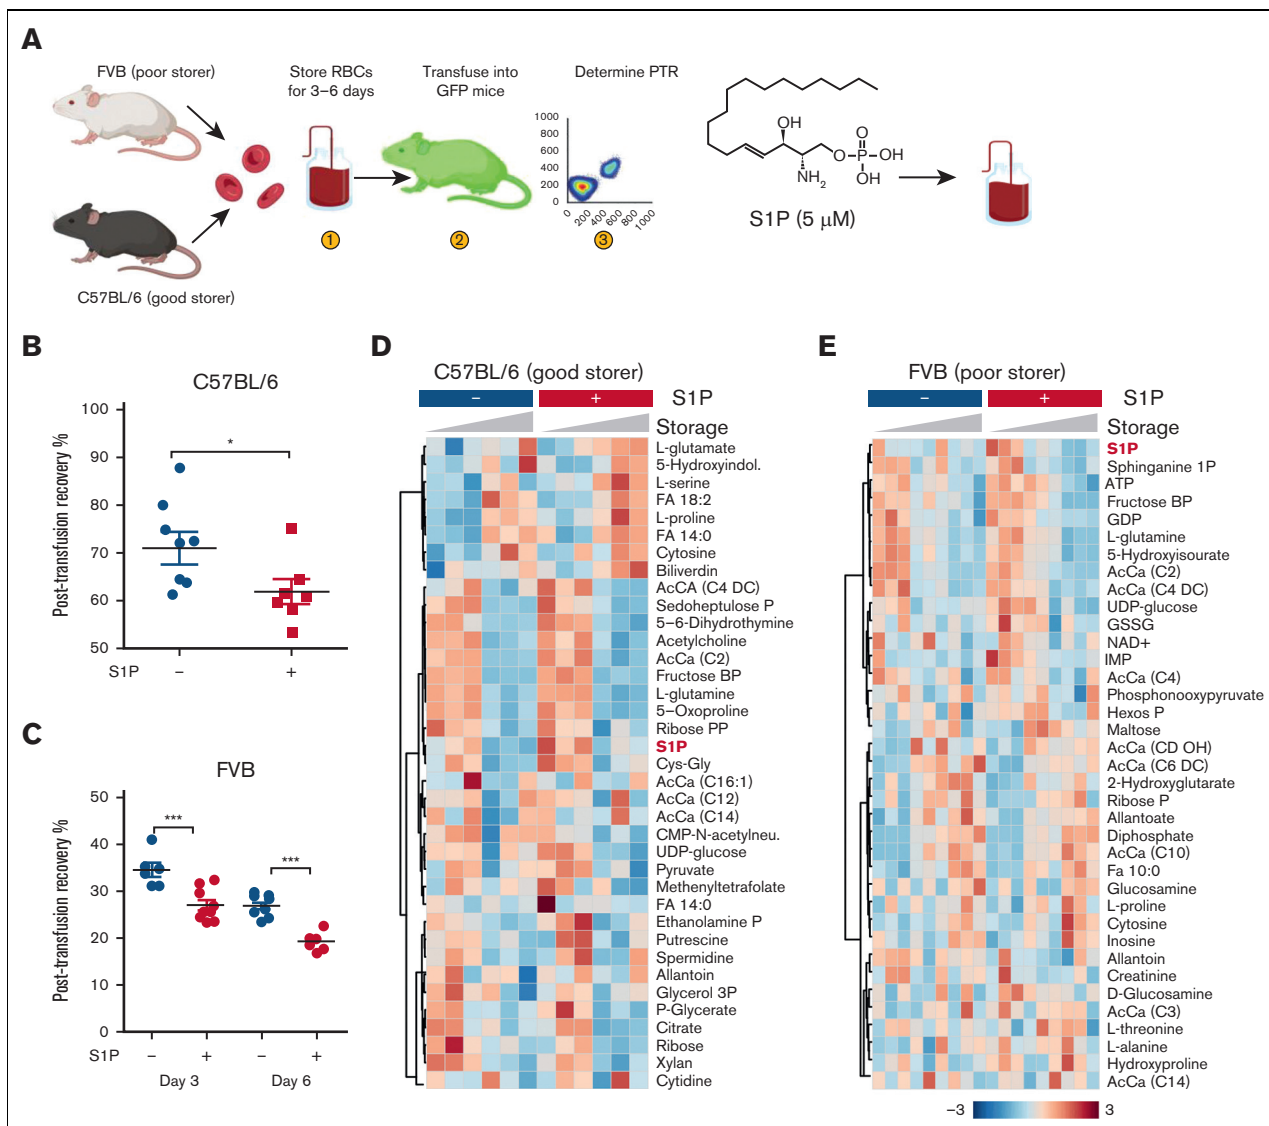 A
FVB (poor storer)
Store RBCs
for 3–6 days
Transfuse into
GFP mice
Determine PTR
1000
800
600
400
200
0
0
200
400
600
800
1000
1
2
3
C57BL/6 (good storer)
OH
NH2
O
O
P
OH
OH
S1P (5 μM)
B
C57BL/6
Post-transfusion recovery %
100
90
80
70
60
50
*
S1P
–
+
C
FVB
Post-transfusion recovery %
50
40
30
20
10
0
***
***
S1P
–
+
–
+
Day 3
Day 6
D
C57BL/6 (good storer)
–
+
S1P
Storage
L-glutamate
5-Hydroxyindol.
L-serine
FA 18:2
L-proline
FA 14:0
Cytosine
Biliverdin
AcCA (C4 DC)
Sedoheptulose P
5–6-Dihydrothymine
Acetylcholine
AcCa (C2)
Fructose BP
L-glutamine
5–Oxoproline
Ribose PP
S1P
Cys-Gly
AcCa (C16:1)
AcCa (C12)
AcCa (C14)
CMP-N-acetylneu.
UDP-glucose
Pyruvate
Methenyltetrafolate
FA 14:0
Ethanolamine P
Putrescine
Spermidine
Allantoin
Glycerol 3P
P-Glycerate
Citrate
Ribose
Xylan
Cytidine
E
FVB (poor storer)
–
+
S1P
Storage
S1P
Sphinganine 1P
ATP
Fructose BP
GDP
L-glutamine
5-Hydroxyisourate
AcCa (C2)
AcCa (C4 DC)
UDP-glucose
GSSG
NAD+
IMP
AcCa (C4)
Phosphonooxypyruvate
Hexos P
Maltose
AcCa (CD OH)
AcCa (C6 DC)
2-Hydroxyglutarate
Ribose P
Allantoate
Diphosphate
AcCa (C10)
Fa 10:0
Glucosamine
L-proline
Cytosine
Inosine
Allantoin
Creatinine
D-Glucosamine
AcCa (C3)
L-threonine
L-alanine
Hydroxyproline
AcCa (C14)
–3
3